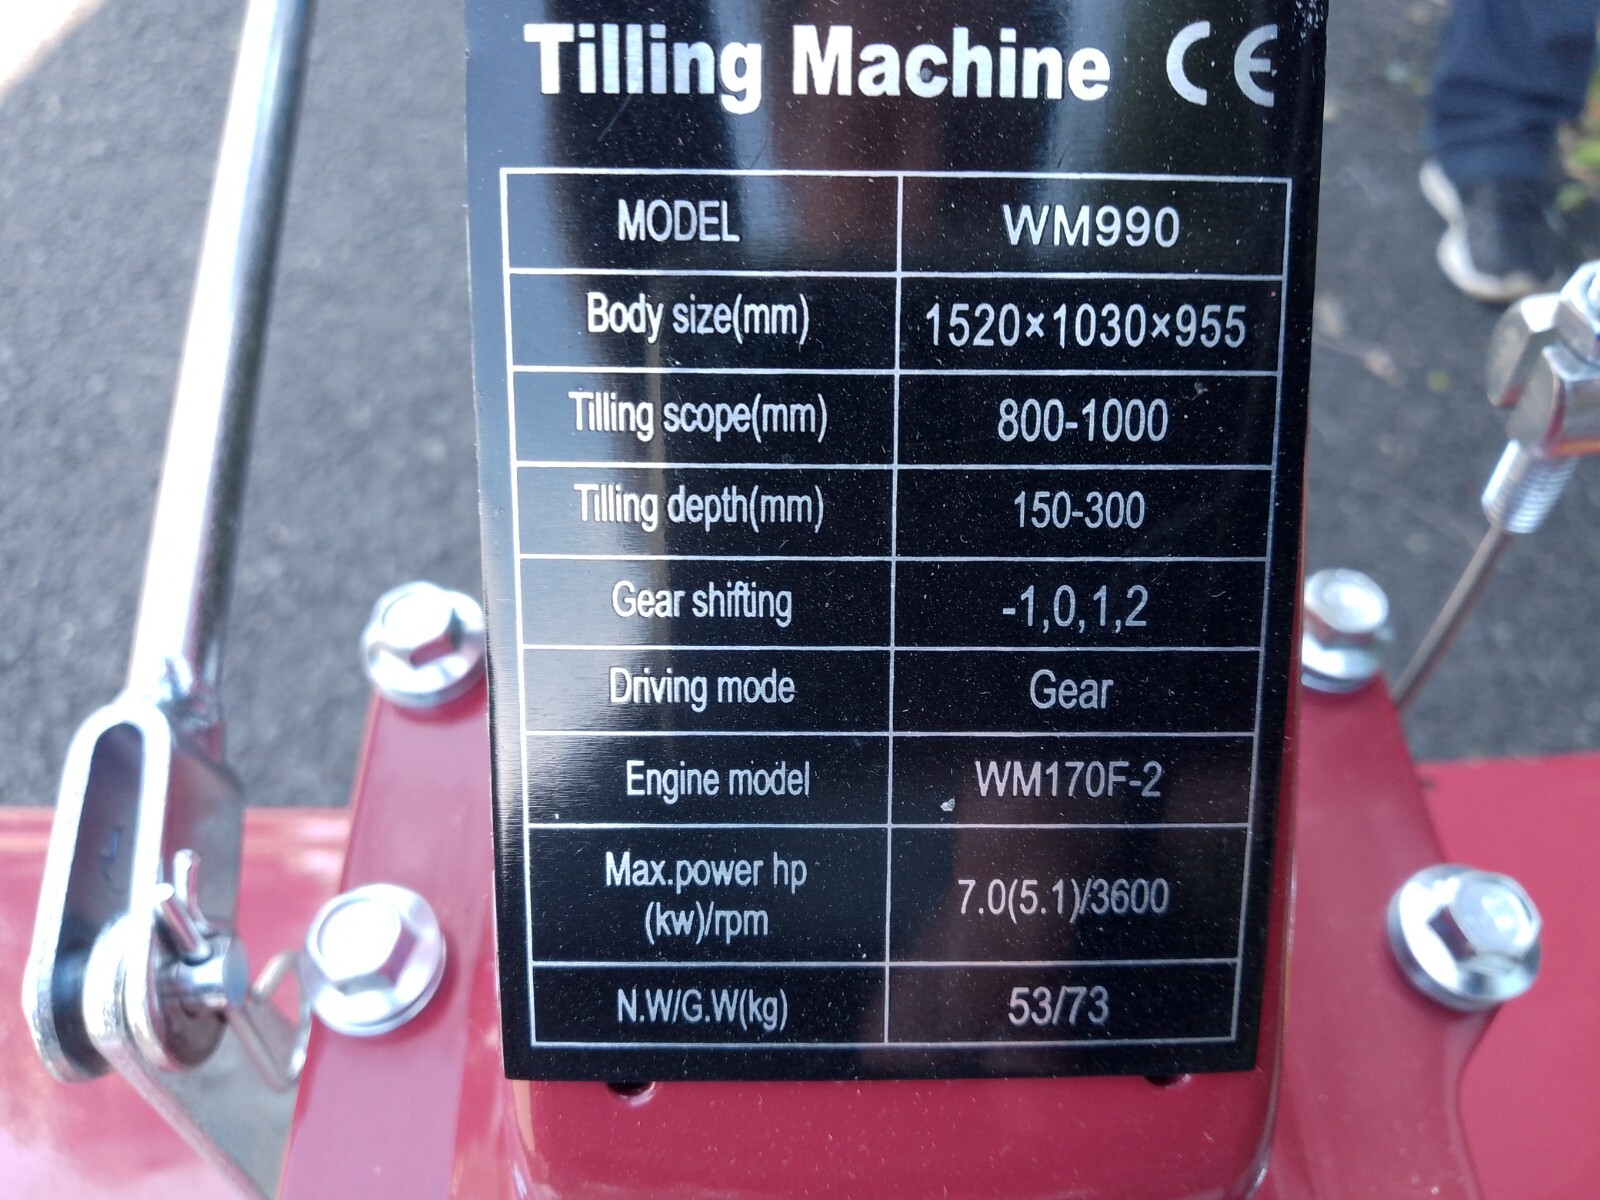 Tilling Machine CE
MODEL WM990
Body size(mm) 1520×1030×955
Tilling scope(mm) 800-1000
Tilling depth(mm) 150-300
Gear shifting -1,0,1,2
Driving mode Gear
Engine model WM170F-2
Max.power hp
(kw)/rpm 7.0(5.1)/3600
N.W/G.W(kg) 53/73